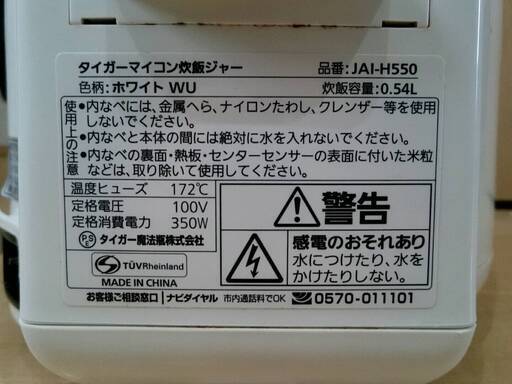 タイガーマイコン炊飯ジャー 品番: JAI-H550
色柄: ホワイト WU 炊飯容量: 0.54L
使用上の注意
●内なべには、金属へら、ナイロンたわし、クレンザー等を使用
しないでください。
●内なべと本体の間には絶対に水を入れないでください。
●内なべの裏面・熱板・センターセンサーの表面に付いた米粒
などは、取り除いて使用してください。
温度ヒューズ 172℃
定格電圧 100V
定格消費電力 350W
PSE タイガー魔法瓶株式会社
TÜVRheinland
MADE IN CHINA
警告
感電のおそれあり
水につけたり、水を
かけたりしない。
お客様ご相談窓口 ナビダイヤル 市内通話料でOK 0570-011101